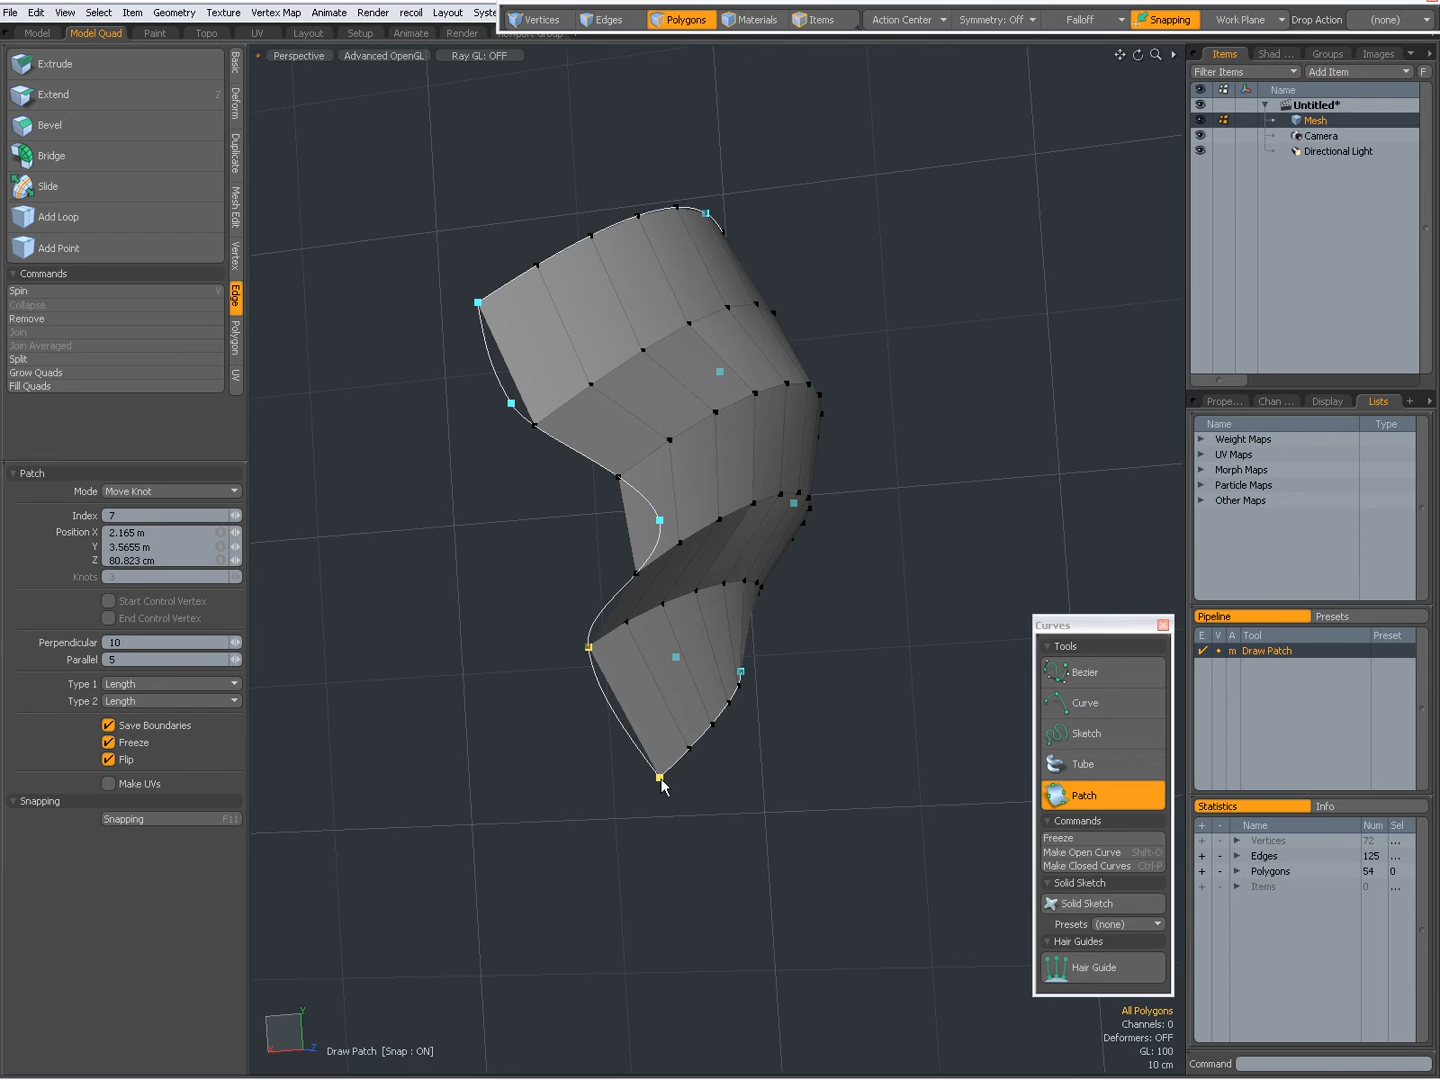 File Edit View Select Item Geometry Texture Vertex Map Animate Render recoil Layout Syste
Vertices Edges Polygons Materials Items Action Center Symmetry: Off Falloff Snapping Work Plane Drop Action (none)
Model Model Quad Paint Topo UV Layout Setup Animate Render
Perspective Advanced OpenGL Ray GL: OFF
Extrude
Extend Z
Bevel
Bridge
Slide
Add Loop
Add Point
Commands
Spin V
Collapse
Remove
Join
Join Averaged
Split
Grow Quads
Fill Quads
Basic
Deform
Duplicate
Mesh Edit
Vertex
Edge
Polygon
UV
Patch
Mode Move Knot
Index 7
Position X 2.165 m
Y 3.5655 m
Z 80.823 cm
Knots 3
Start Control Vertex
End Control Vertex
Perpendicular 10
Parallel 5
Type 1 Length
Type 2 Length
Save Boundaries
Freeze
Flip
Make UVs
Snapping
Snapping F11
Y
X
Z
Draw Patch [Snap : ON]
Curves
Tools
Bezier
Curve
Sketch
Tube
Patch
Commands
Freeze
Make Open Curve Shift-O
Make Closed Curves Ctrl-P
Solid Sketch
Solid Sketch
Presets (none)
Hair Guides
Hair Guide
All Polygons
Channels: 0
Deformers: OFF
GL: 100
10 cm
Items Shad ... Groups Images
Filter Items Add Item F
Name
Untitled*
Mesh
Camera
Directional Light
Prope... Chan ... Display Lists +
Name Type
Weight Maps
UV Maps
Morph Maps
Particle Maps
Other Maps
Pipeline Presets
E V A Tool Preset
m Draw Patch
Statistics Info
+ - Name Num Sel
+ - Vertices 72 ...
+ - Edges 125 ...
+ - Polygons 54 0
+ - Items 0 ...
Command